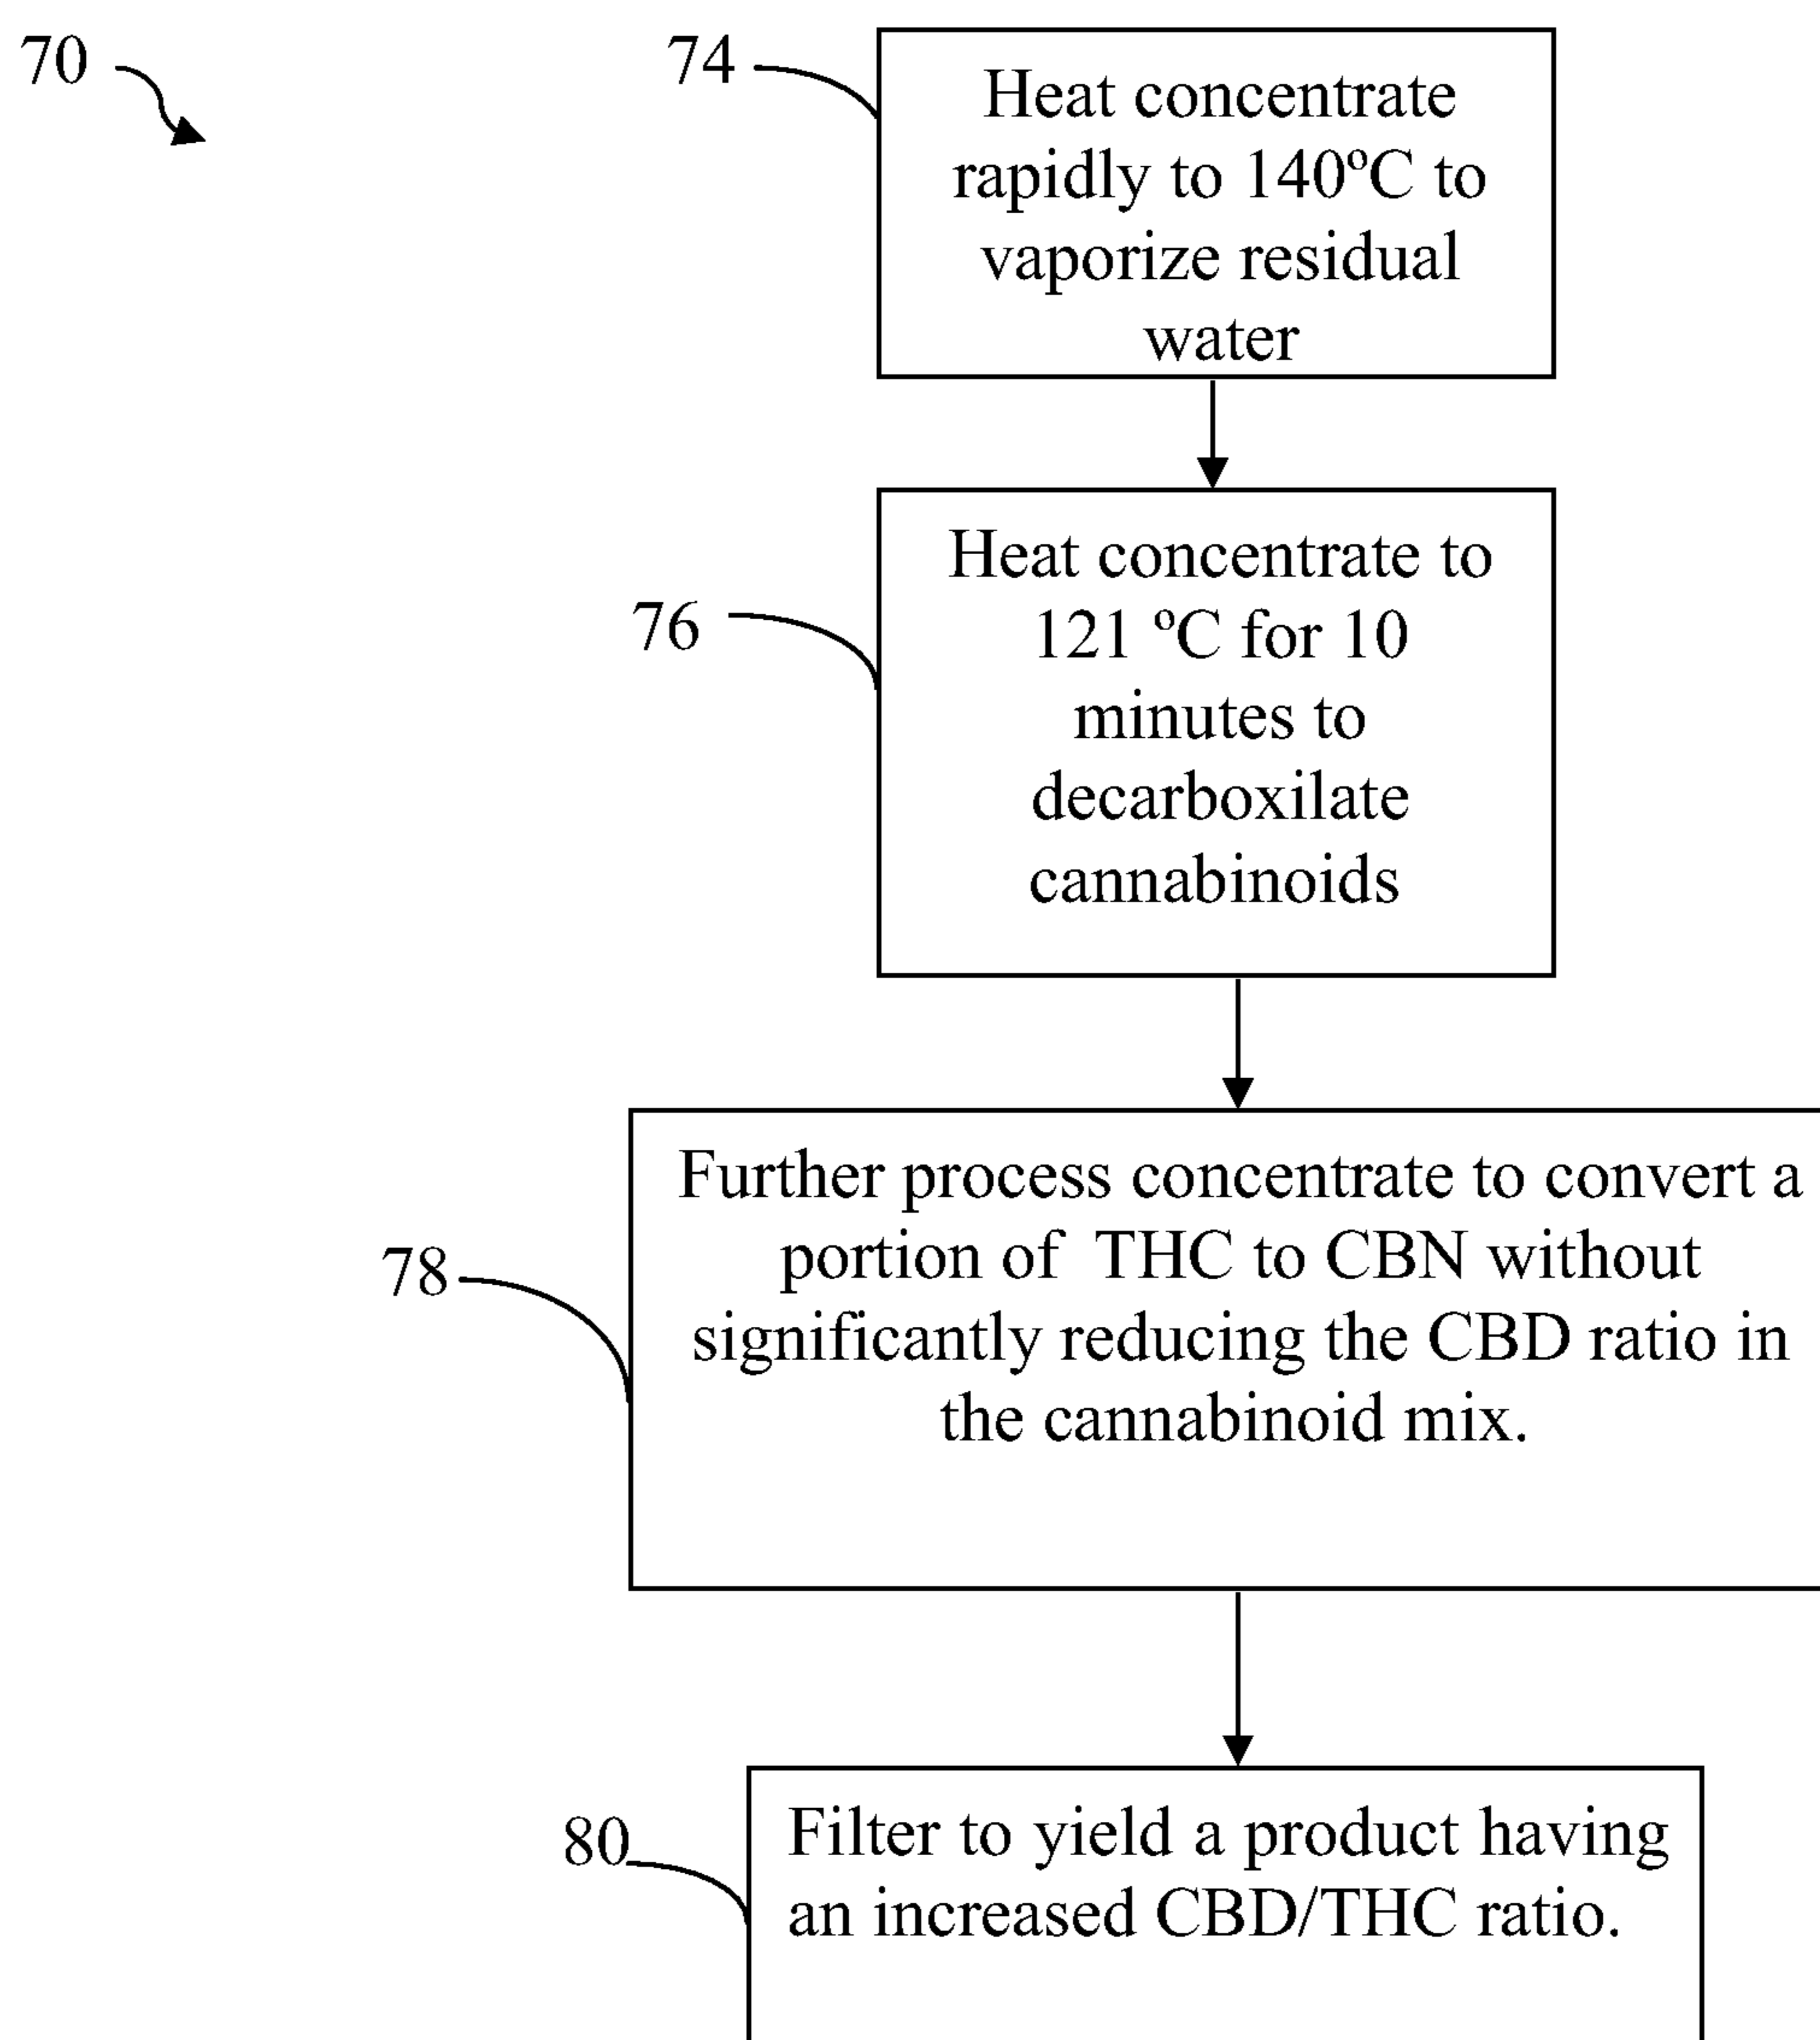 70
74
Heat concentrate
rapidly to 140ºC to
vaporize residual
water
76
Heat concentrate to
121 ºC for 10
minutes to
decarboxilate
cannabinoids
78
Further process concentrate to convert a
portion of THC to CBN without
significantly reducing the CBD ratio in
the cannabinoid mix.
80
Filter to yield a product having
an increased CBD/THC ratio.